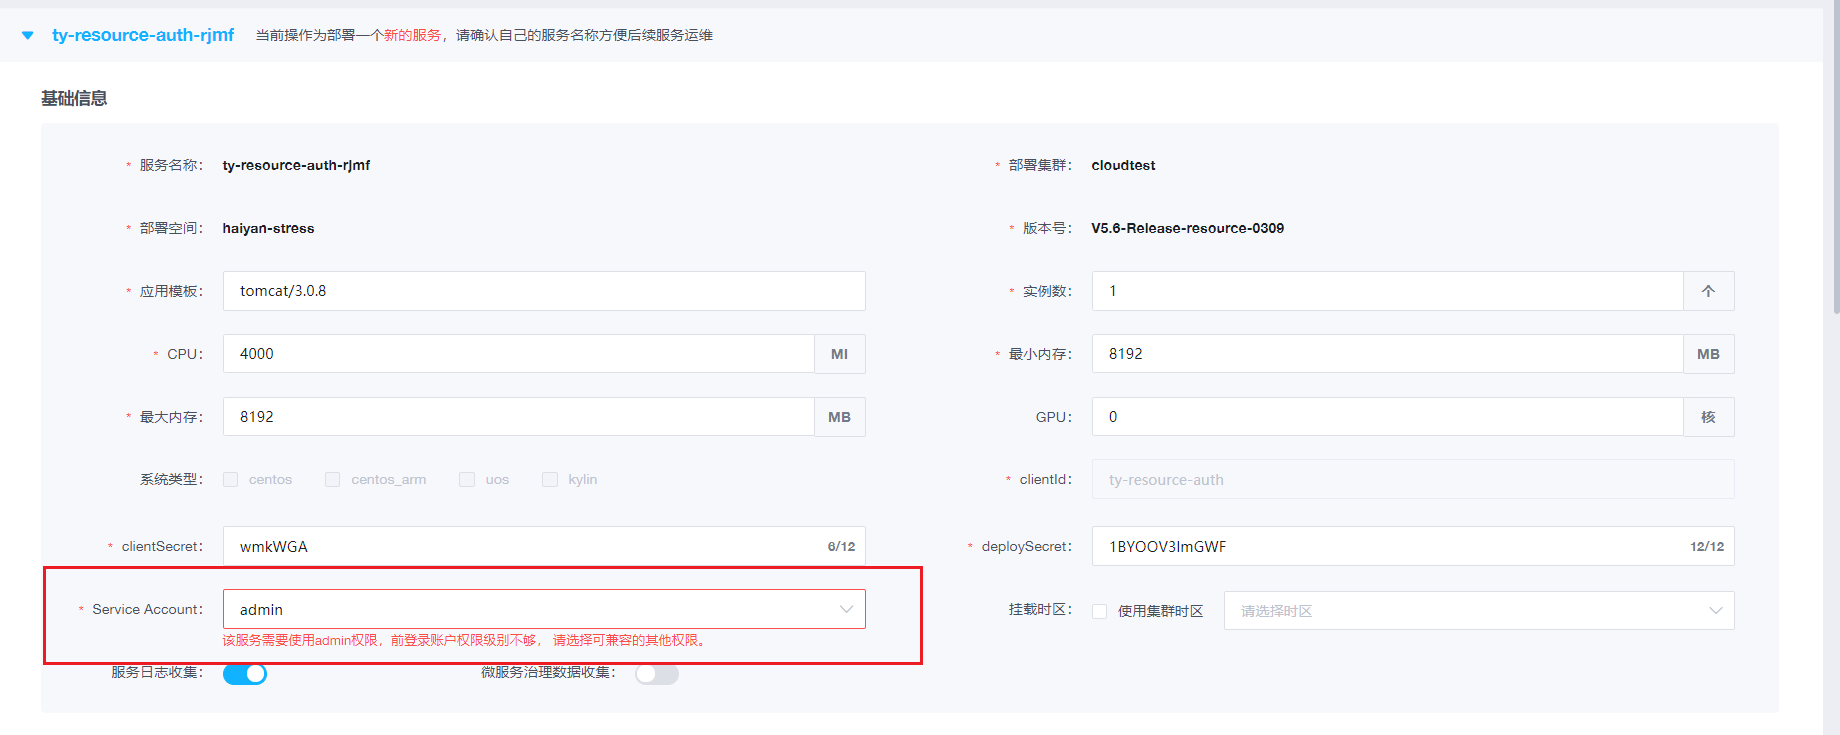 ty-resource-auth-rjmf 当前操作为部署一个新的服务，请确认自己的服务名称方便后续服务运维
基础信息
* 服务名称： ty-resource-auth-rjmf * 部署集群： cloudtest
* 部署空间： haiyan-stress * 版本号： V5.6-Release-resource-0309
* 应用模板： tomcat/3.0.8 * 实例数： 1 个
* CPU： 4000 MI * 最小内存： 8192 MB
* 最大内存： 8192 MB GPU： 0 核
系统类型： centos centos_arm uos kylin * clientId： ty-resource-auth
* clientSecret： wmkWGA 6/12 * deploySecret： 1BYOOV3ImGWF 12/12
* Service Account： admin 挂载时区： 使用集群时区 请选择时区
该服务需要使用admin权限，前登录账户权限级别不够， 请选择可兼容的其他权限。
服务日志收集： 微服务治理数据收集：